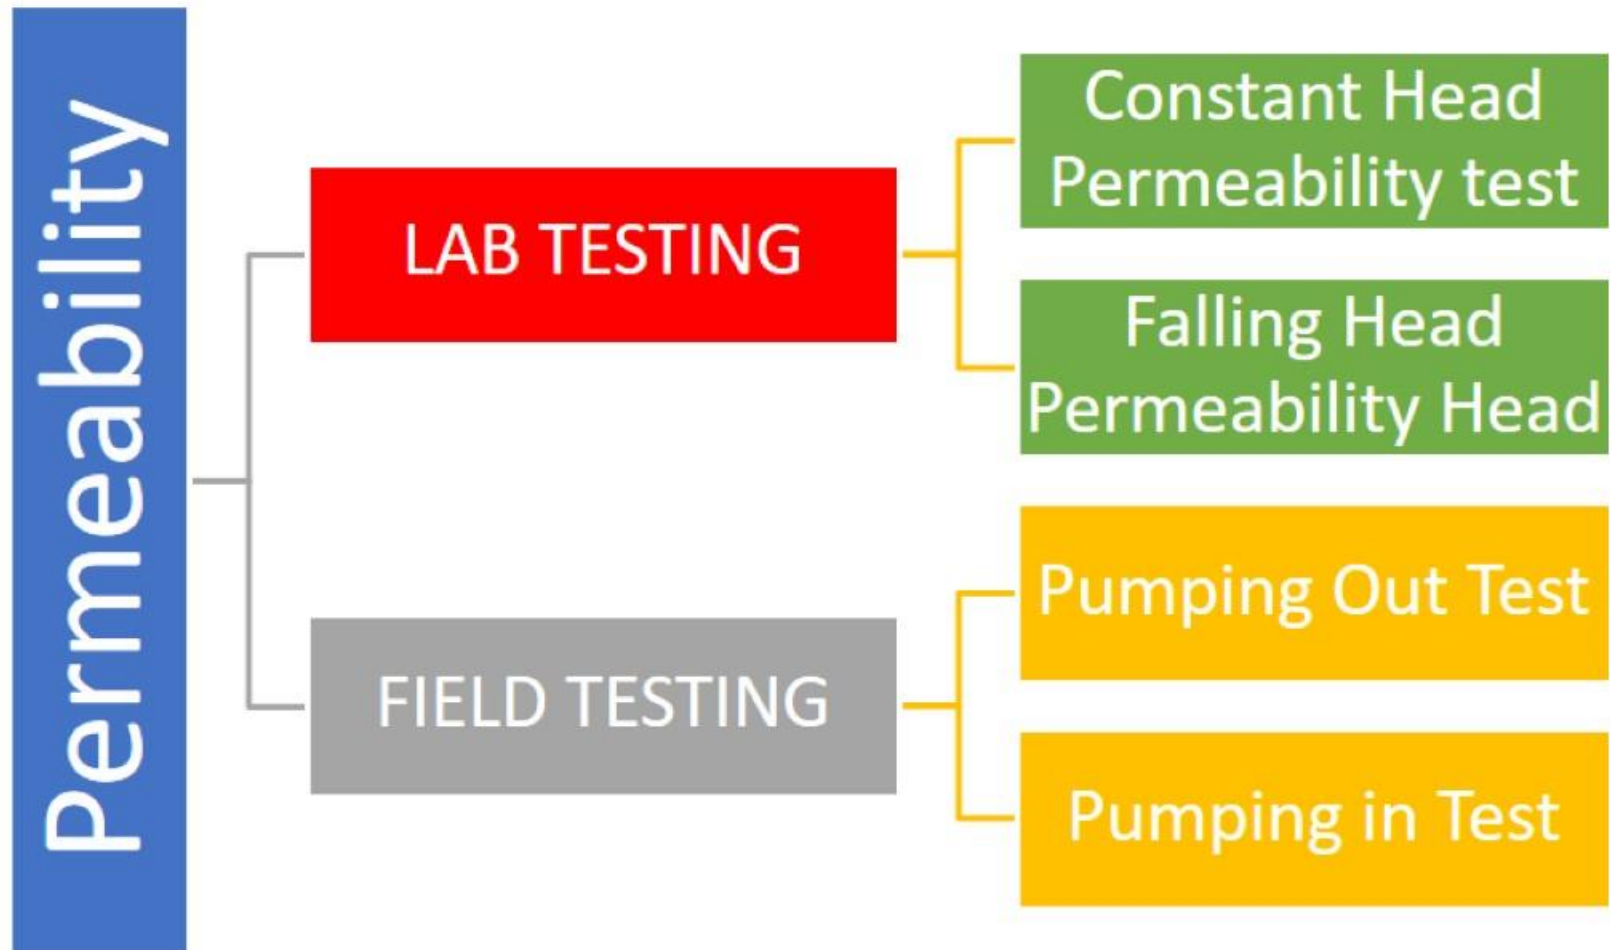 Permeability
LAB TESTING
Constant Head
Permeability test
Falling Head
Permeability Head
FIELD TESTING
Pumping Out Test
Pumping in Test